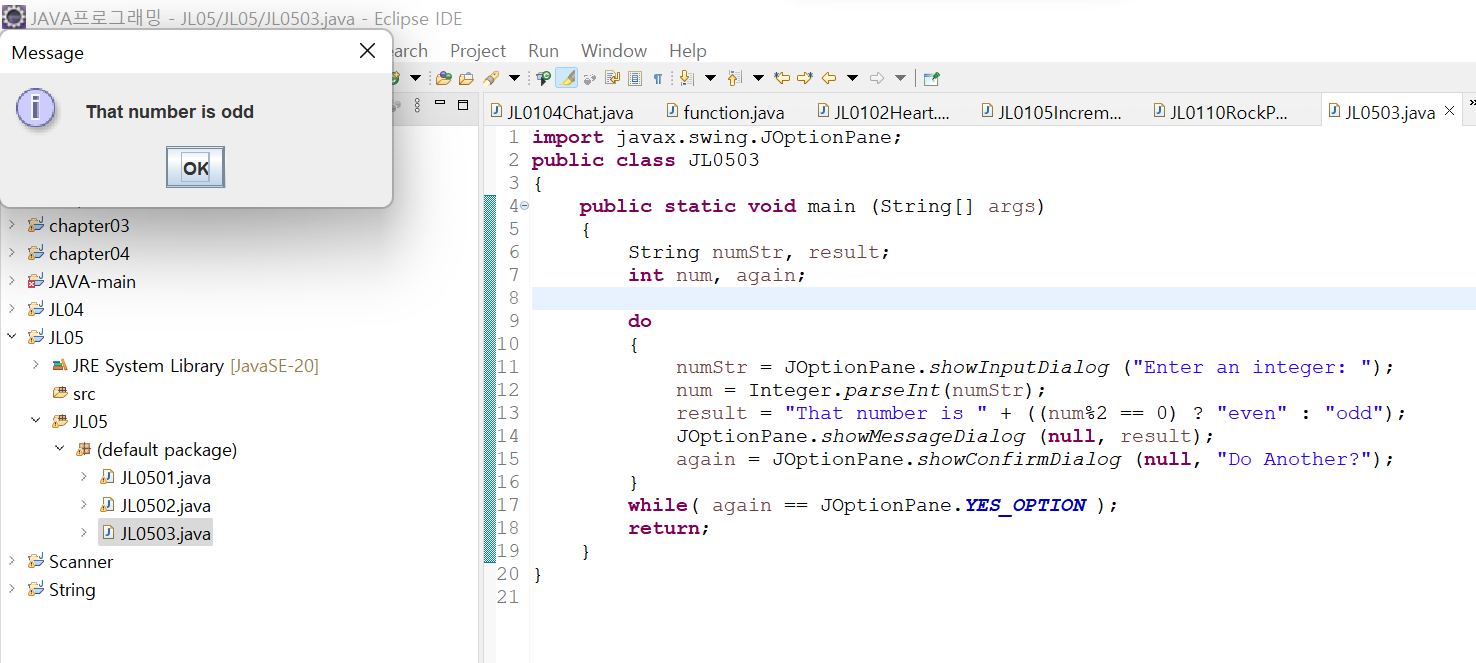 JAVA프로그래밍 - JL05/JL05/JL0503.java - Eclipse IDE
Message
That number is odd
OK
arch Project Run Window Help
JL0104Chat.java function.java JL0102Heart.... JL0105Increm... JL0110RockP... JL0503.java
chapter03
chapter04
JAVA-main
JL04
JL05
JRE System Library [JavaSE-20]
src
JL05
(default package)
JL0501.java
JL0502.java
JL0503.java
Scanner
String
1 import javax.swing.JOptionPane;
2 public class JL0503
3 {
4 public static void main (String[] args)
5 {
6 String numStr, result;
7 int num, again;
8
9 do
10 {
11 numStr = JOptionPane.showInputDialog ("Enter an integer: ");
12 num = Integer.parseInt(numStr);
13 result = "That number is " + ((num%2 == 0) ? "even" : "odd");
14 JOptionPane.showMessageDialog (null, result);
15 again = JOptionPane.showConfirmDialog (null, "Do Another?");
16 }
17 while( again == JOptionPane.YES_OPTION );
18 return;
19 }
20 }
21